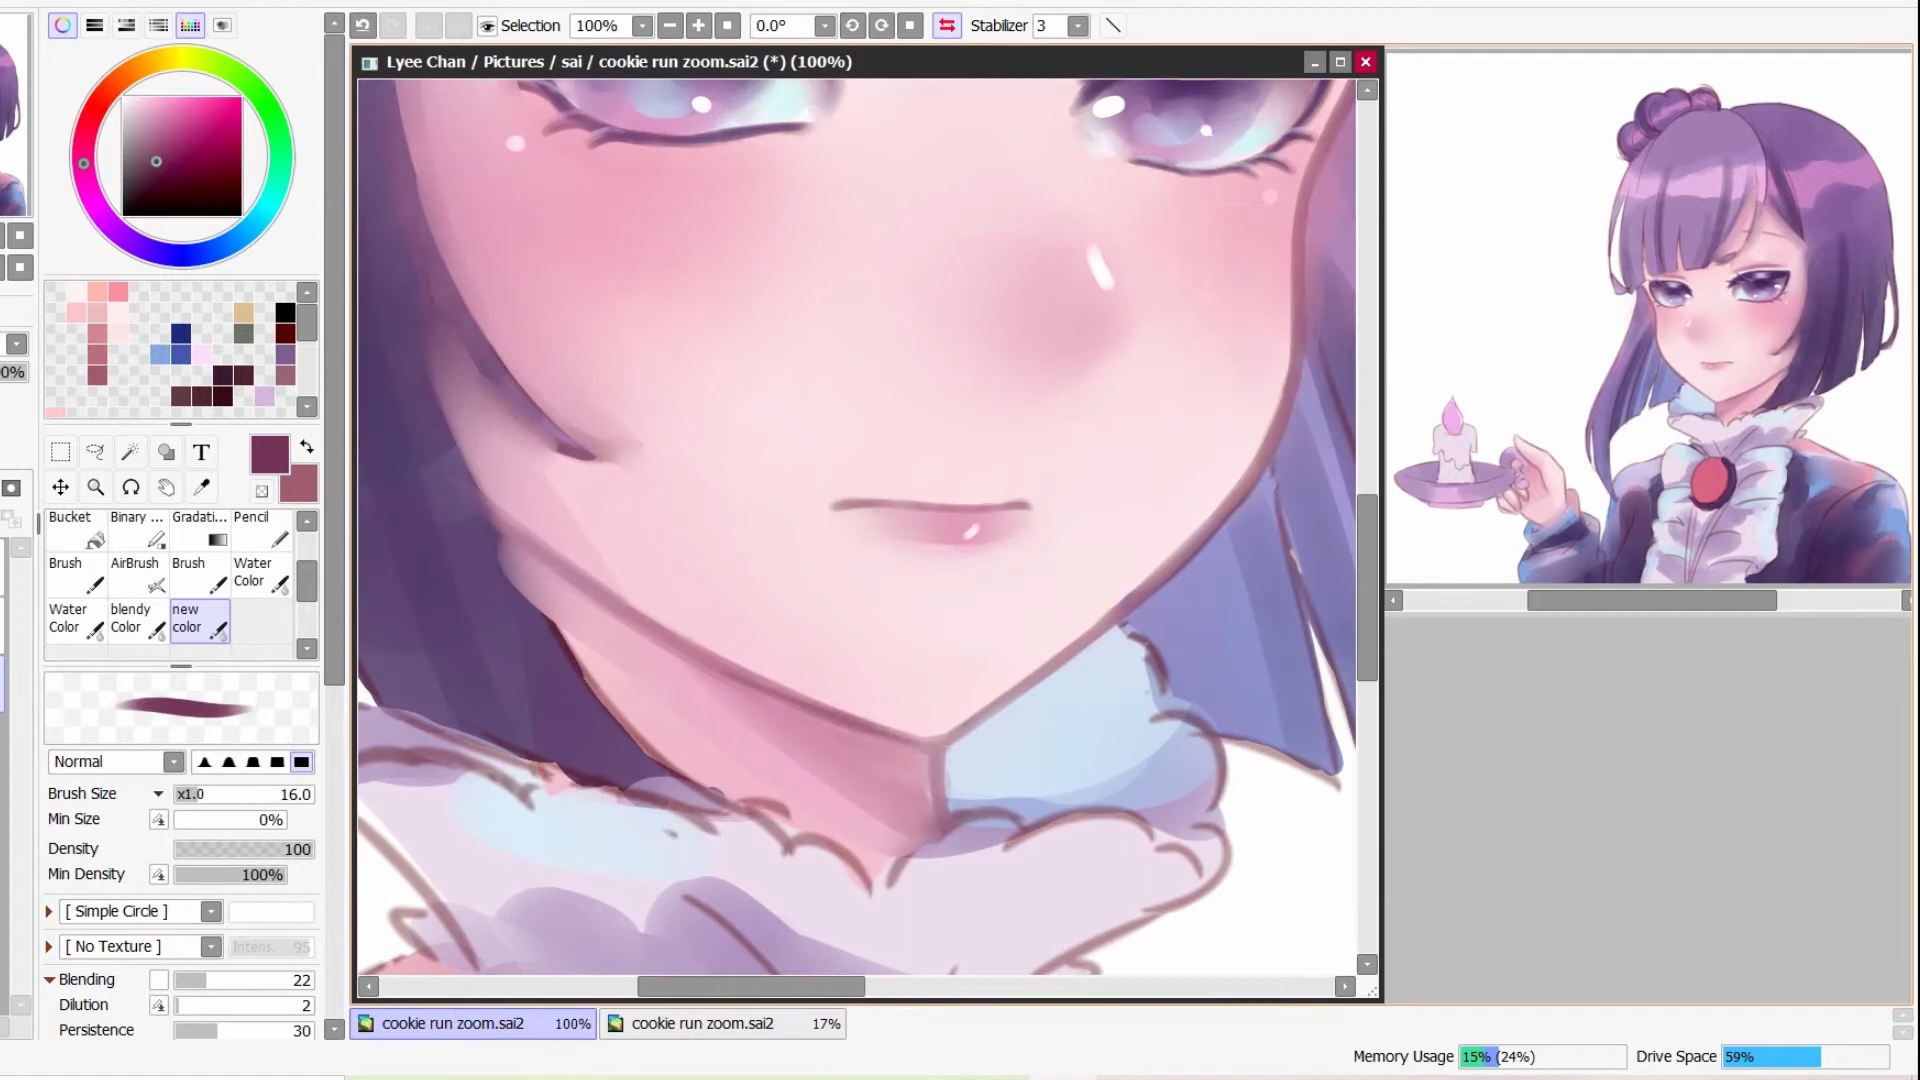 Selection 100% 0.0° Stabilizer 3
Lyee Chan / Pictures / sai / cookie run zoom.sai2 (*) (100%)
0%
T
Bucket Binary ... Gradati... Pencil
Brush AirBrush Brush Water Color
Water Color blendy Color new color
Normal
Brush Size x1.0 16.0
Min Size 0%
Density 100
Min Density 100%
[ Simple Circle ]
[ No Texture ] Intens. 95
Blending 22
Dilution 2
Persistence 30
cookie run zoom.sai2 100% cookie run zoom.sai2 17%
Memory Usage 15% (24%) Drive Space 59%